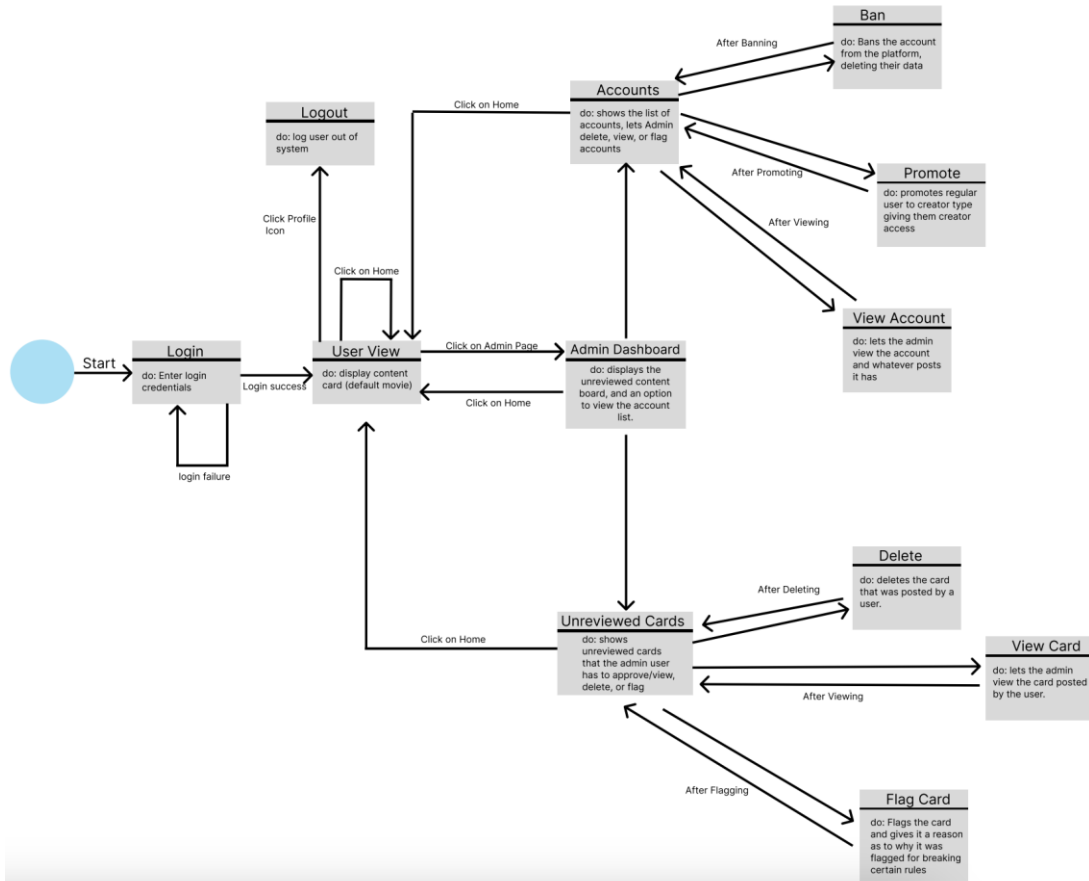 Ban
do: Bans the account
from the platform,
deleting their data
After Banning
Accounts
do: shows the list of
accounts, lets Admin
delete, view, or flag
accounts
Click on Home
Logout
do: log user out of
system
After Promoting
Promote
do: promotes regular
user to creator type
giving them creator
access
Click Profile
Icon
After Viewing
Click on Home
View Account
do: lets the admin
view the account
and whatever posts
it has
Start
Login
do: Enter login
credentials
Login success
login failure
User View
do: display content
card (default movie)
Click on Admin Page
Click on Home
Admin Dashboard
do: displays the
unreviewed content
board, and an option
to view the account
list.
Delete
do: deletes the card
that was posted by a
user.
After Deleting
Unreviewed Cards
do: shows
unreviewed cards
that the admin user
has to approve/view,
delete, or flag
Click on Home
View Card
do: lets the admin
view the card posted
by the user.
After Viewing
After Flagging
Flag Card
do: Flags the card
and gives it a reason
as to why it was
flagged for breaking
certain rules